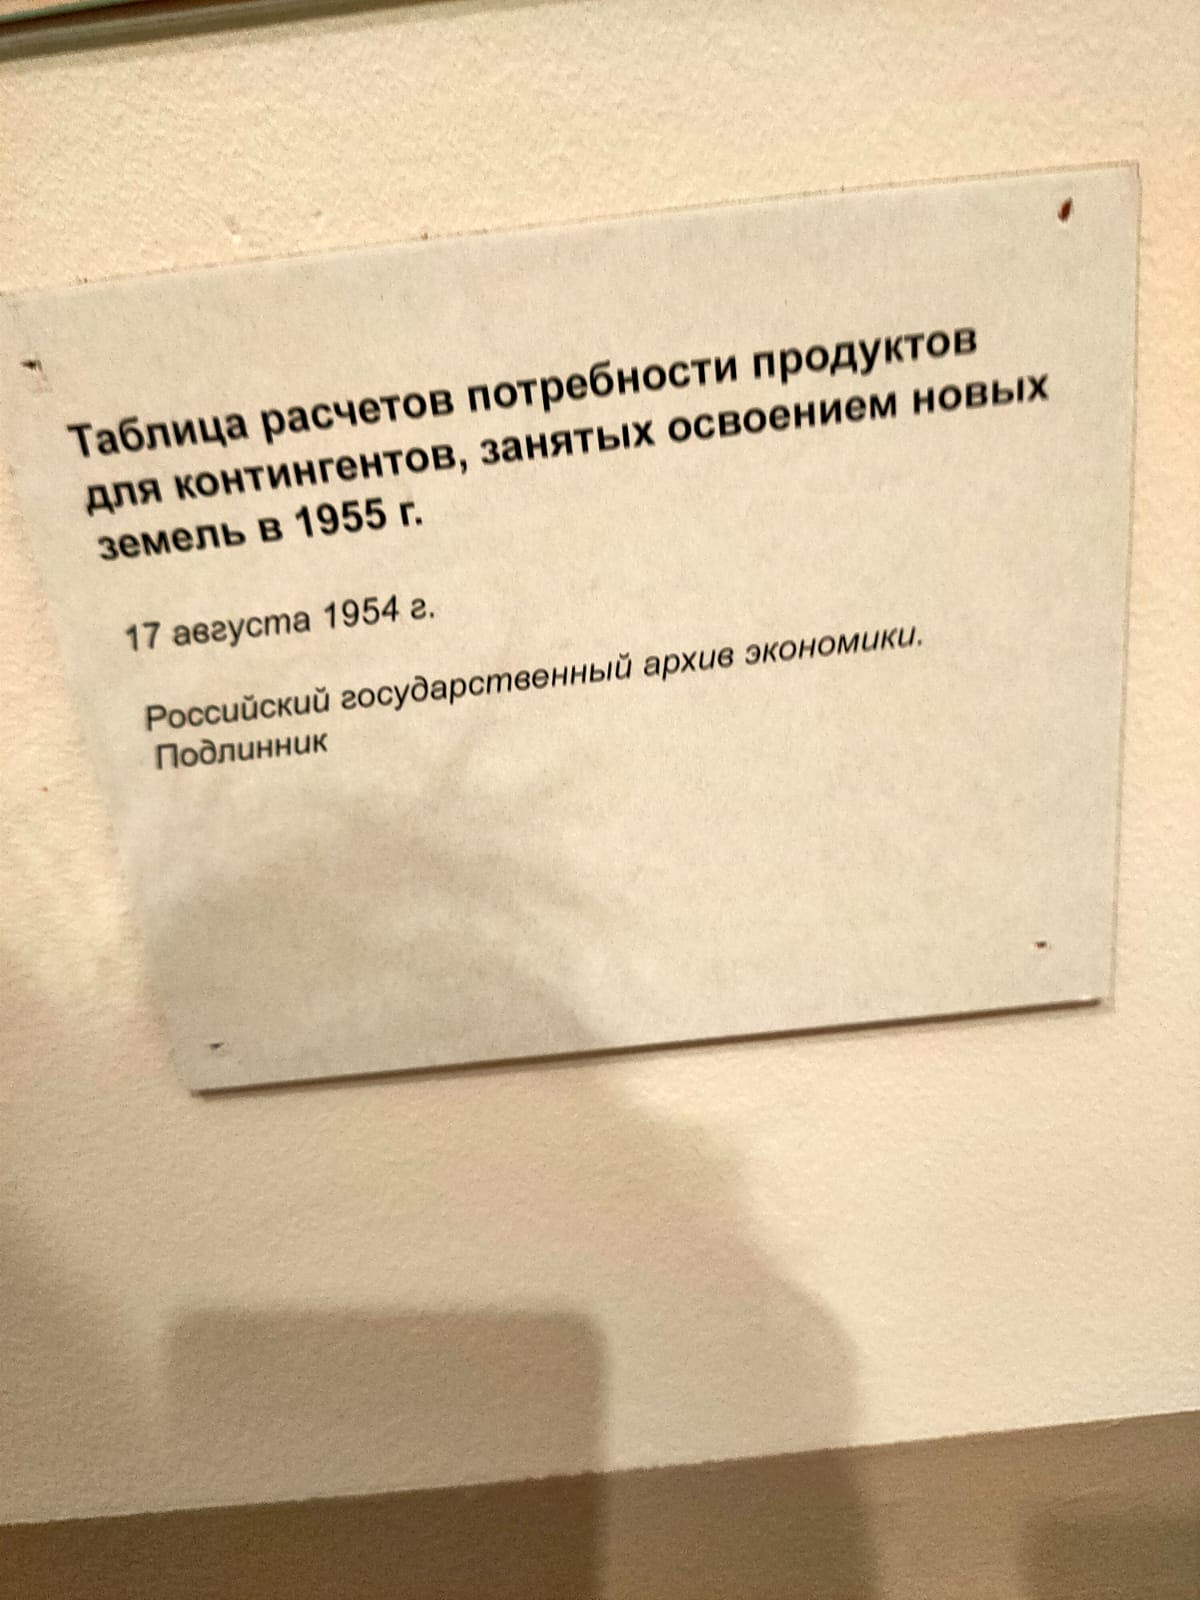 Таблица расчетов потребности продуктов
для контингентов, занятых освоением новых
земель в 1955 г.
17 августа 1954 г.
Российский государственный архив экономики.
Подлинник